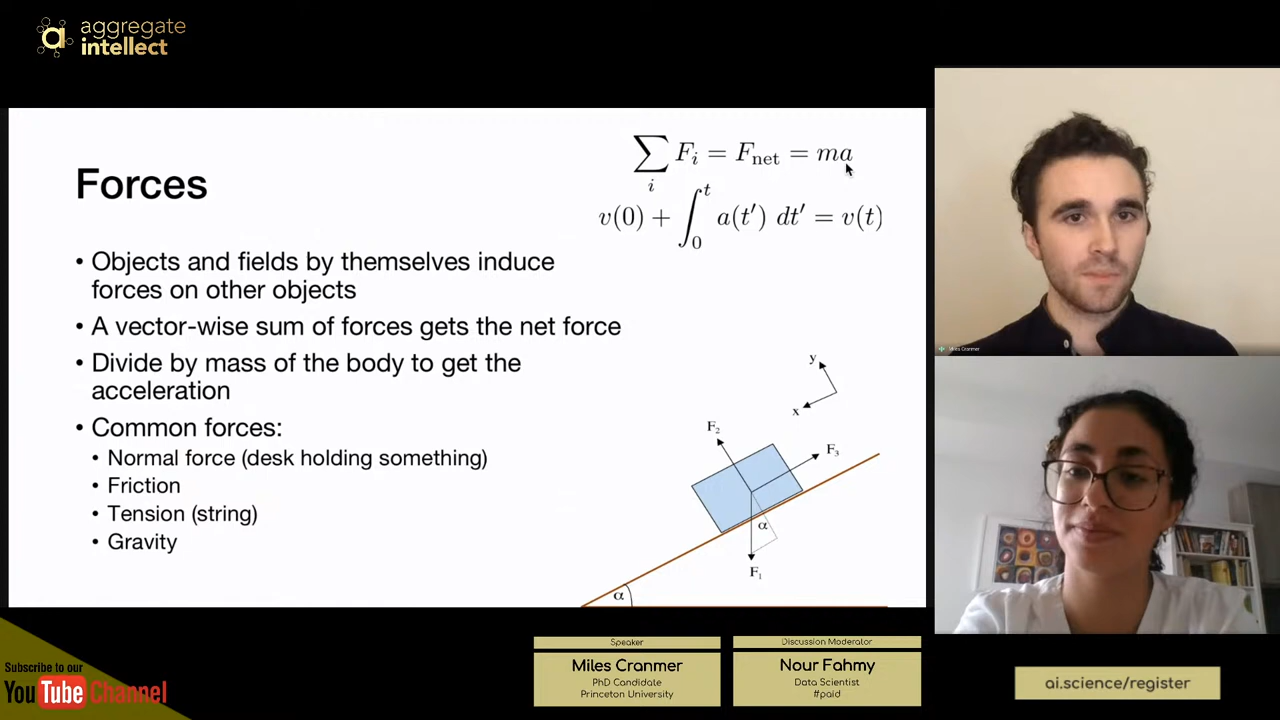 aggregate
intellect
Forces
∑_i F_i = F_net = ma
v(0) + ∫_0^t a(t′) dt′ = v(t)
• Objects and fields by themselves induce
forces on other objects
• A vector-wise sum of forces gets the net force
• Divide by mass of the body to get the
acceleration
• Common forces:
• Normal force (desk holding something)
• Friction
• Tension (string)
• Gravity
y
x
F₂
F₃
α
F₁
α
Miles Cranmer
Subscribe to our
YouTube Channel
Speaker
Miles Cranmer
PhD Candidate
Princeton University
Discussion Moderator
Nour Fahmy
Data Scientist
#paid
ai.science/register